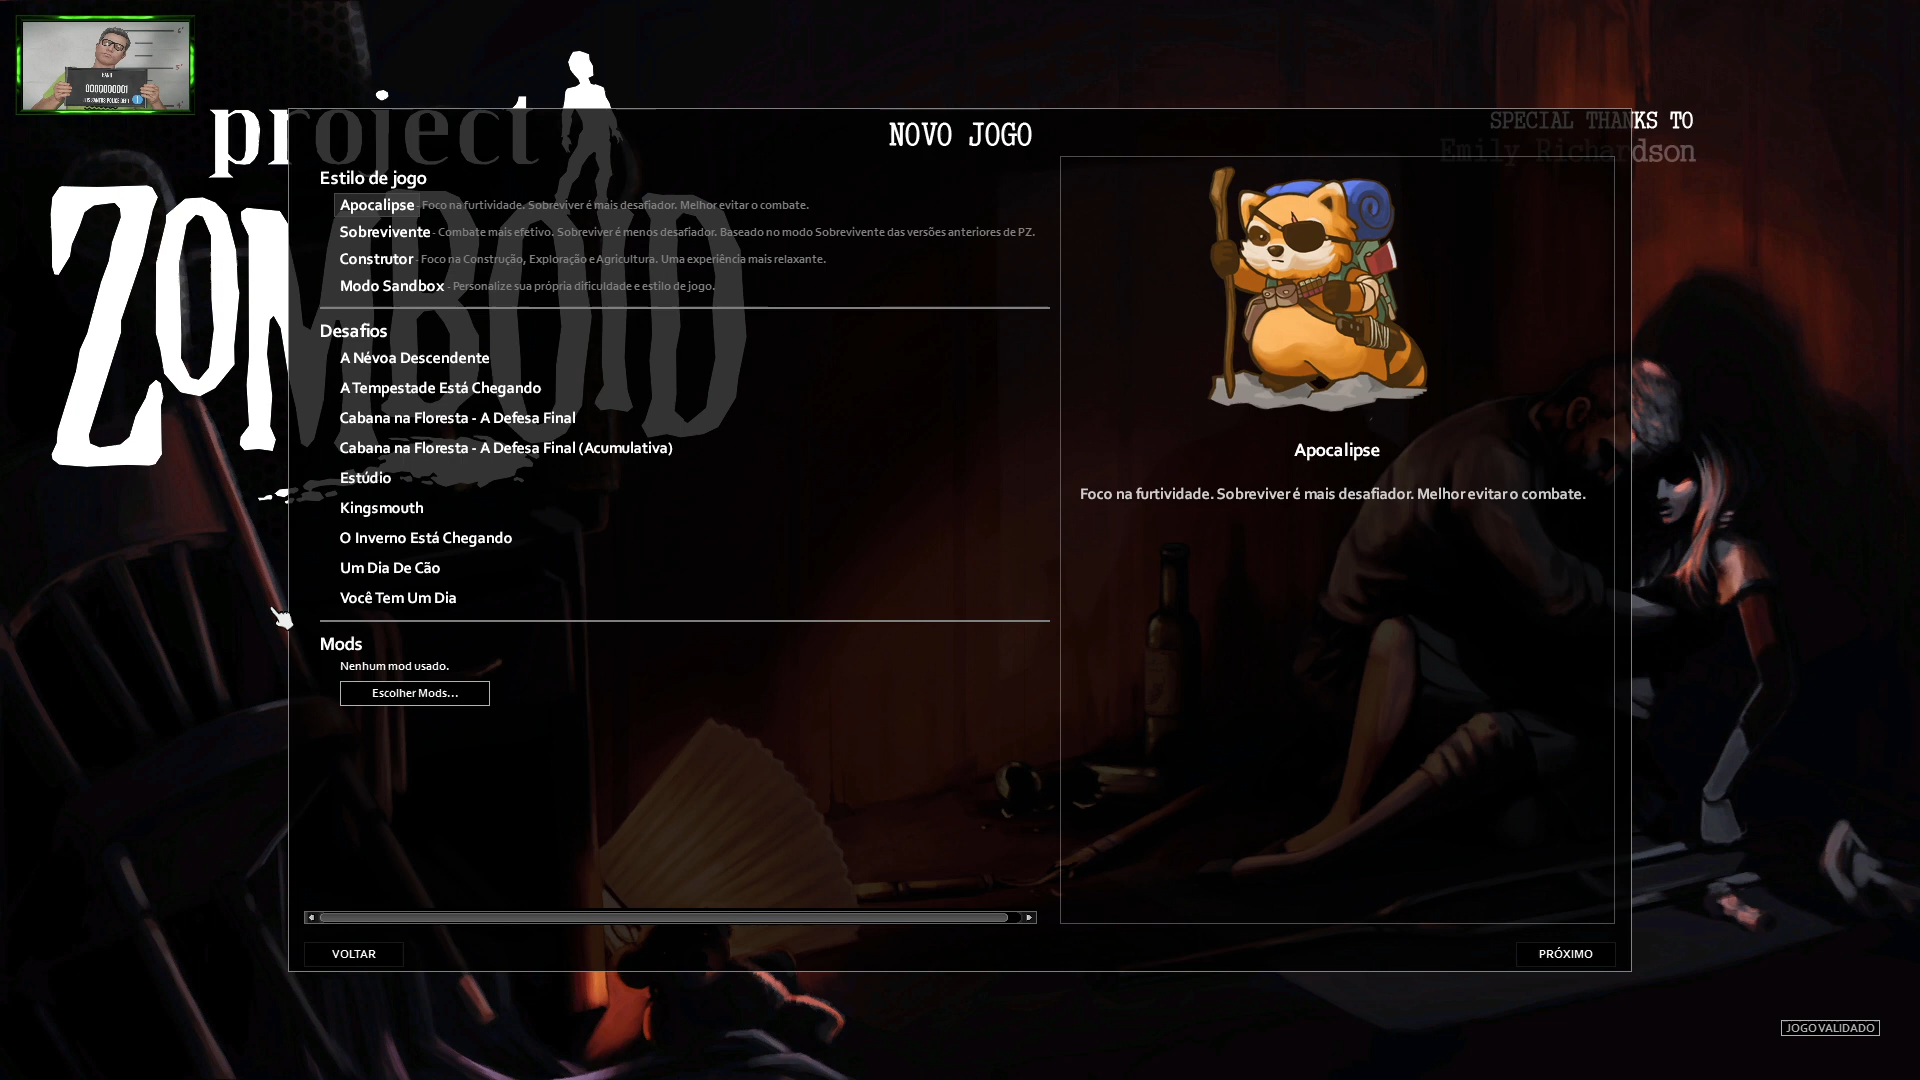 project
ZOMBOID
SPECIAL THANKS TO
Emily Richardson
NOVO JOGO
Estilo de jogo
Apocalipse - Foco na furtividade. Sobreviver é mais desafiador. Melhor evitar o combate.
Sobrevivente - Combate mais efetivo. Sobreviver é menos desafiador. Baseado no modo Sobrevivente das versões anteriores de PZ.
Construtor - Foco na Construção, Exploração e Agricultura. Uma experiência mais relaxante.
Modo Sandbox - Personalize sua própria dificuldade e estilo de jogo.
Desafios
A Névoa Descendente
A Tempestade Está Chegando
Cabana na Floresta - A Defesa Final
Cabana na Floresta - A Defesa Final (Acumulativa)
Estúdio
Kingsmouth
O Inverno Está Chegando
Um Dia De Cão
Você Tem Um Dia
Mods
Nenhum mod usado.
Escolher Mods...
Apocalipse
Foco na furtividade. Sobreviver é mais desafiador. Melhor evitar o combate.
VOLTAR
PRÓXIMO
JOGO VALIDADO